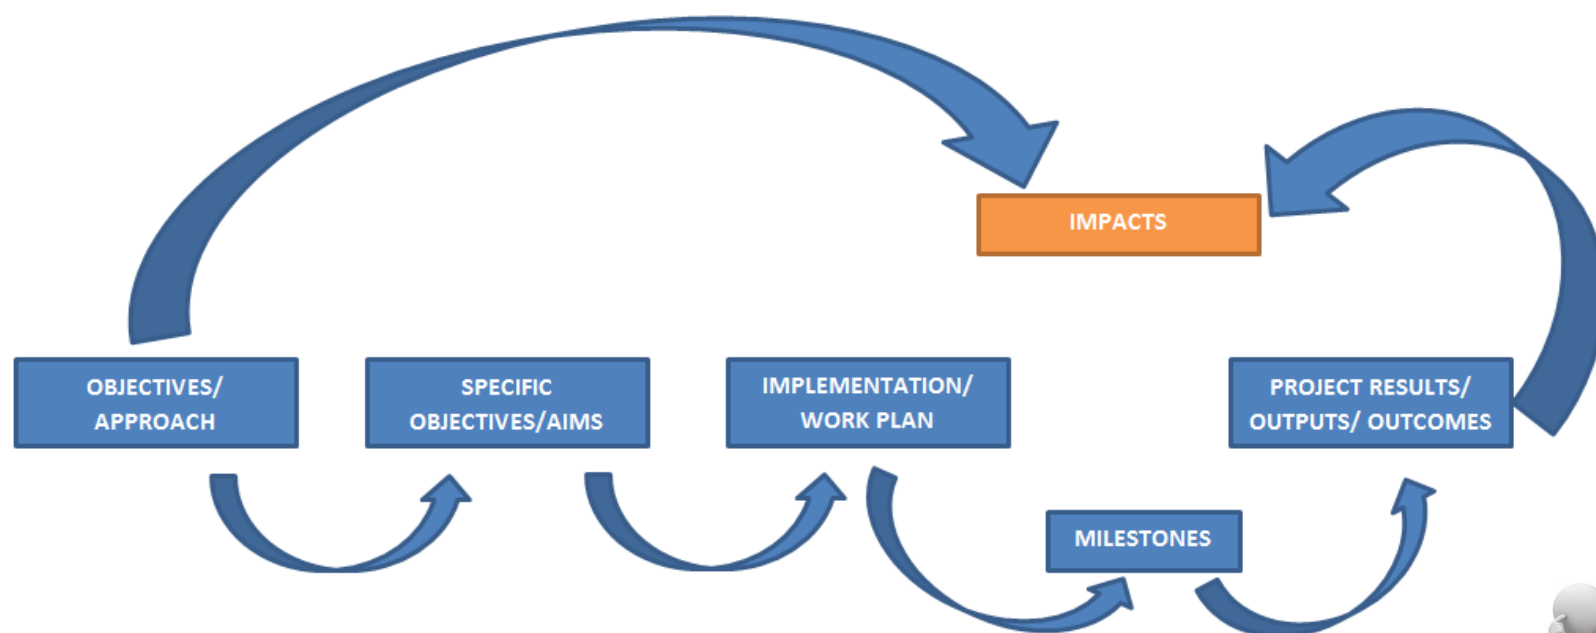 IMPACTS
OBJECTIVES/
APPROACH
SPECIFIC
OBJECTIVES/AIMS
IMPLEMENTATION/
WORK PLAN
PROJECT RESULTS/
OUTPUTS/ OUTCOMES
MILESTONES